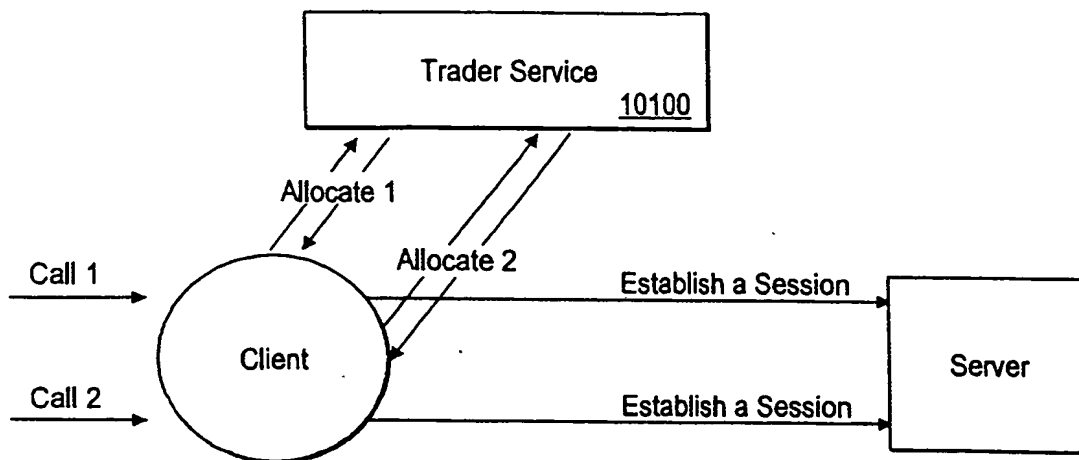 Trader Service
10100
Allocate 1
Allocate 2
Call 1
Establish a Session
Client
Server
Call 2
Establish a Session